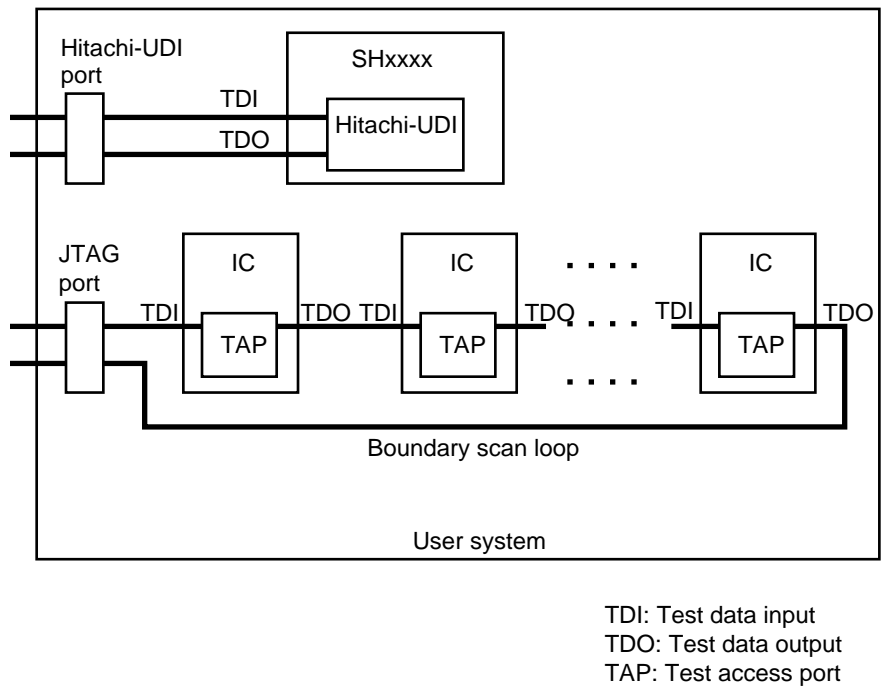 Hitachi-UDI
port
SHxxxx
TDI
Hitachi-UDI
TDO
JTAG
port
IC
IC
IC
TDI
TDO
TDI
TDO
TDI
TDO
TAP
TAP
TAP
Boundary scan loop
User system
TDI: Test data input
TDO: Test data output
TAP: Test access port